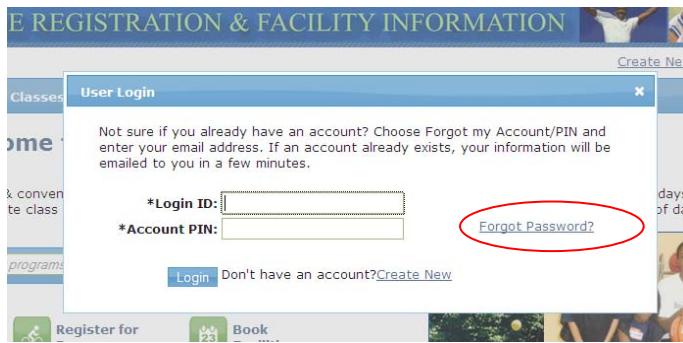 E REGISTRATION & FACILITY INFORMATION
Create Ne
Classes
User Login
ome
Not sure if you already have an account? Choose Forgot my Account/PIN and
enter your email address. If an account already exists, your information will be
emailed to you in a few minutes.
& conven
days
te class
of da
*Login ID:
*Account PIN:
Forgot Password?
programs
Login Don't have an account?Create New
Register for
Book
23